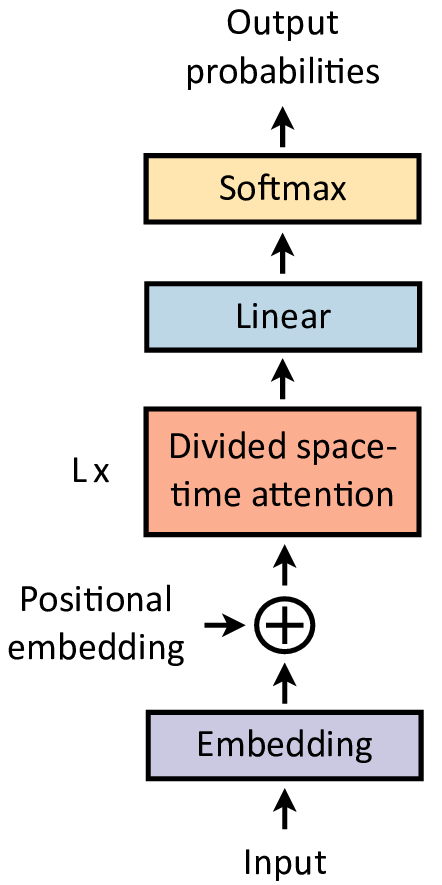 Output
probabilities
Softmax
Linear
L x
Divided space-
time attention
Positional
embedding
Embedding
Input